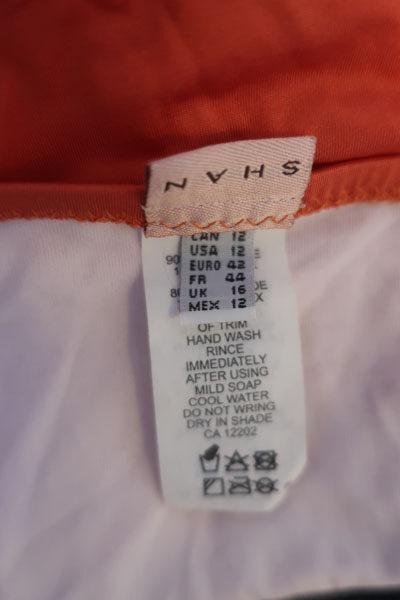 SHAN
CAN 12
USA 12
EURO 42
FR 44
UK 16
MEX 12
OF TRIM
HAND WASH
RINCE
IMMEDIATELY
AFTER USING
MILD SOAP
COOL WATER
DO NOT WRING
DRY IN SHADE
CA 12202